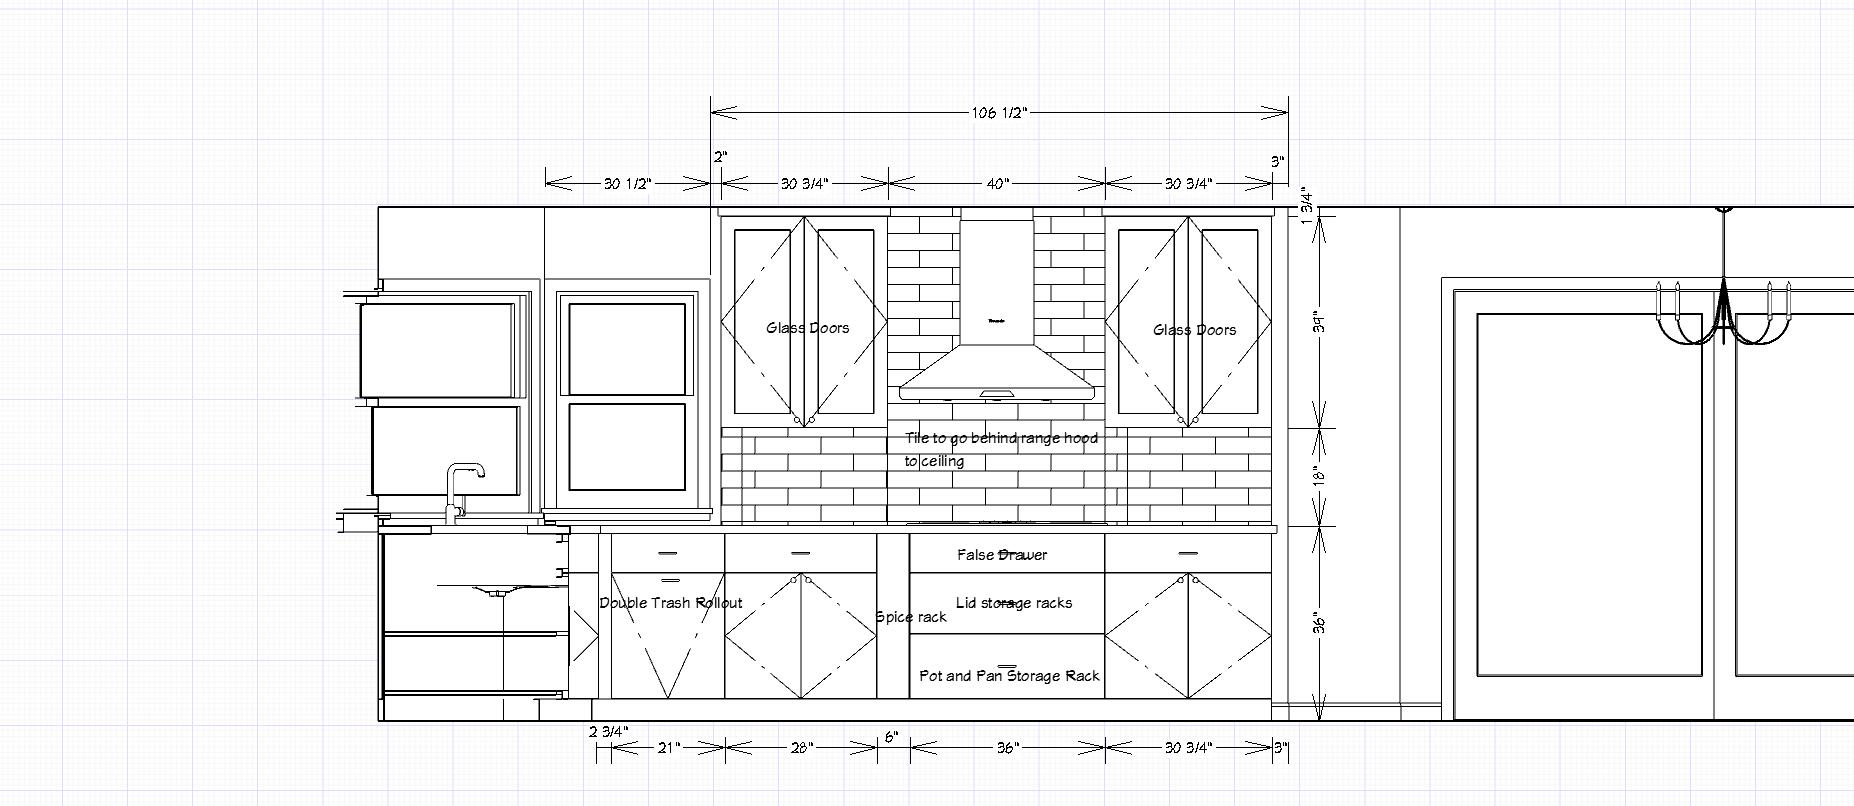 106 1/2"
2" 3"
30 1/2" 30 3/4" 40" 30 3/4"
1 3/4"
Glass Doors Glass Doors
39"
Tile to go behind range hood
to ceiling
18"
False Drawer
Double Trash Rollout Lid storage racks
Spice rack
36"
Pot and Pan Storage Rack
2 3/4" 6"
21" 28" 36" 30 3/4" 3"